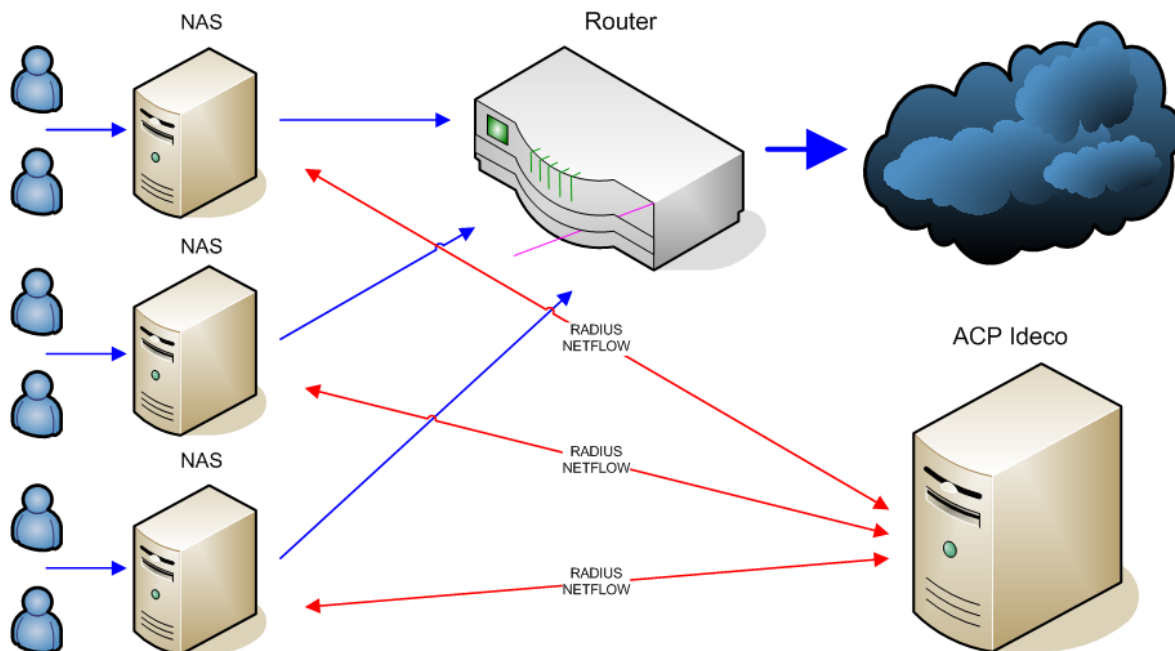 NAS
Router
NAS
RADIUS
NETFLOW
ACP Ideco
NAS
RADIUS
NETFLOW
RADIUS
NETFLOW